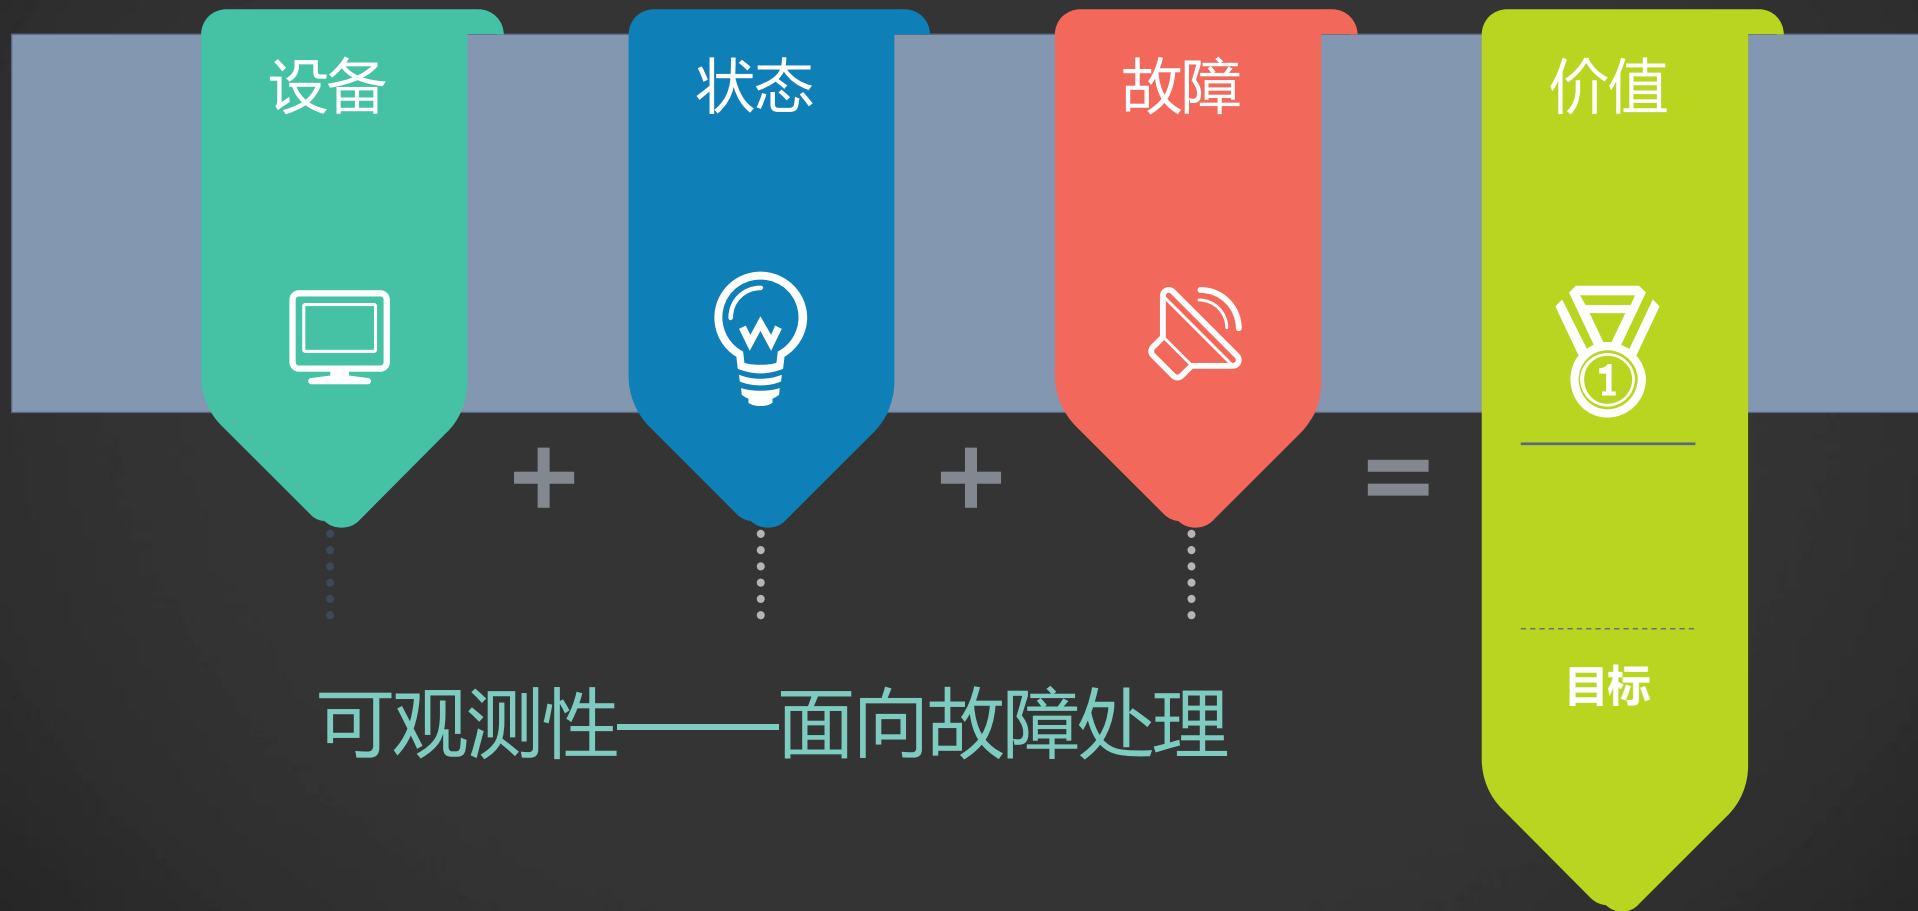 设备
状态
故障
价值
+
+
=
1
目标
可观测性——面向故障处理